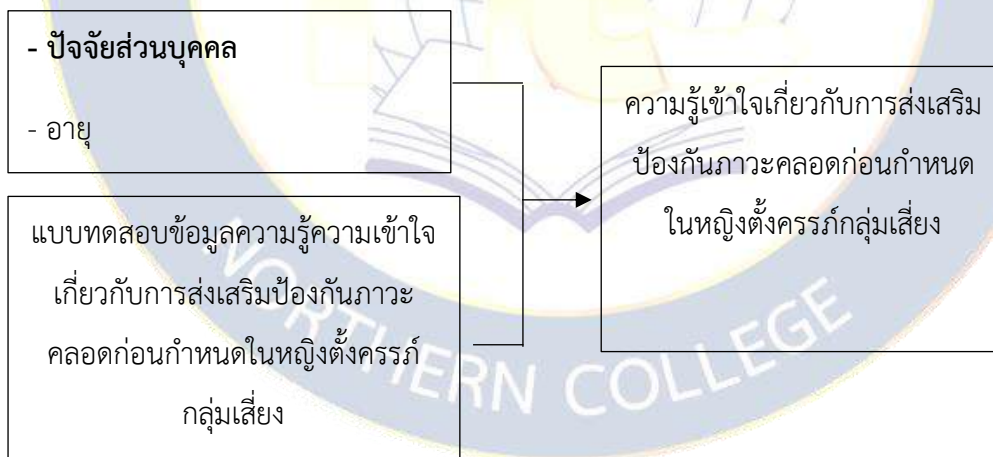 - ปัจจัยส่วนบุคคล
- อายุ
แบบทดสอบข้อมูลความรู้ความเข้าใจ
เกี่ยวกับการส่งเสริมป้องกันภาวะ
คลอดก่อนกำหนดในหญิงตั้งครรภ์
กลุ่มเสี่ยง
ความรู้เข้าใจเกี่ยวกับการส่งเสริม
ป้องกันภาวะคลอดก่อนกำหนด
ในหญิงตั้งครรภ์กลุ่มเสี่ยง
NORTHERN COLLEGE